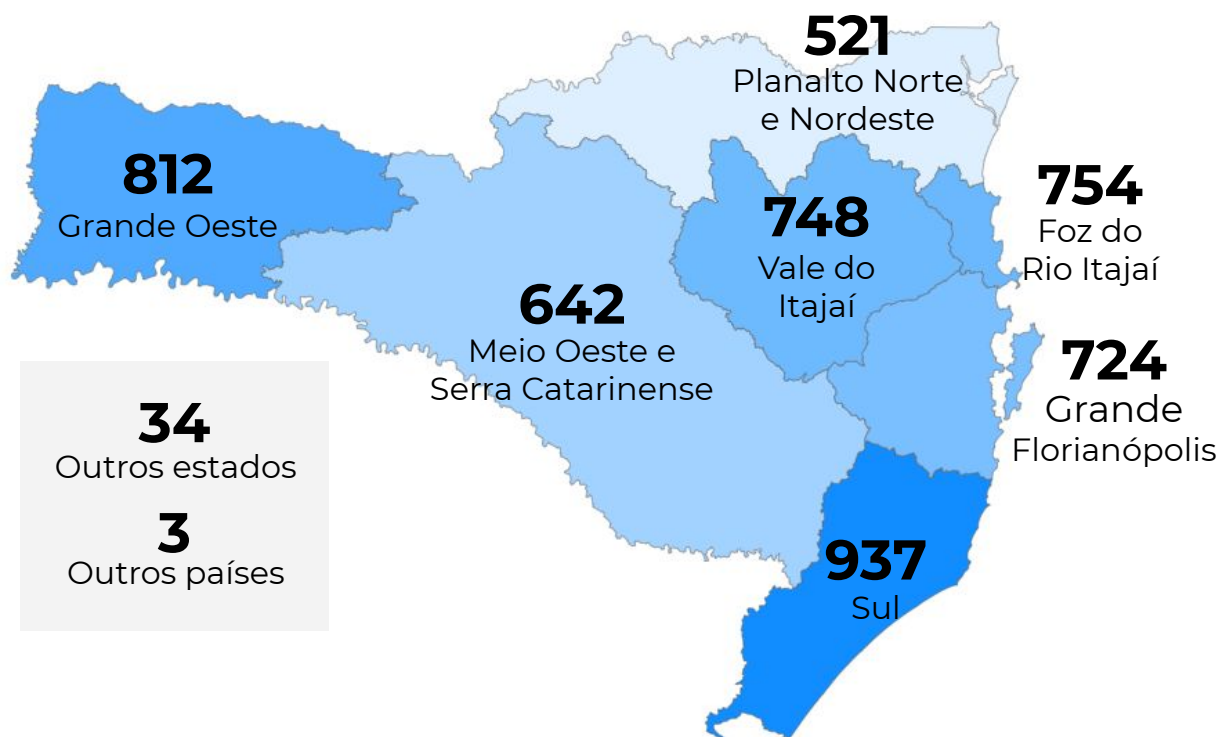 521
Planalto Norte
e Nordeste
812
Grande Oeste
754
Foz do
Rio Itajaí
748
Vale do
Itajaí
642
Meio Oeste e
Serra Catarinense
724
Grande
Florianópolis
34
Outros estados
3
Outros países
937
Sul